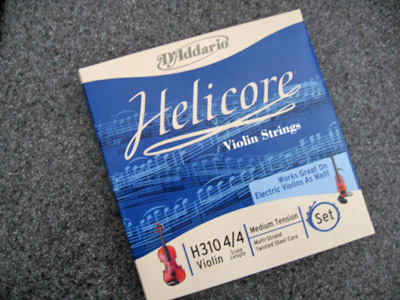 D'Addario
Helicore
Violin Strings
Works Great On
Electric Violins As Well!
H310 4/4
Violin
Scale
Length
Medium Tension
Multi-Strand
Twisted Steel Core
Set